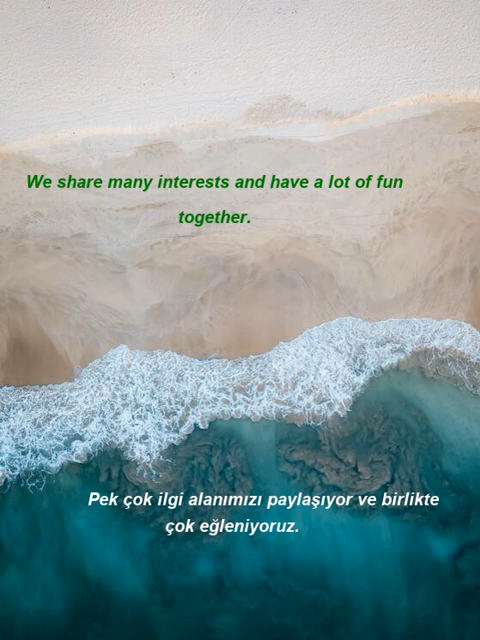 We share many interests and have a lot of fun
together.
Pek çok ilgi alanımızı paylaşıyor ve birlikte
çok eğleniyoruz.